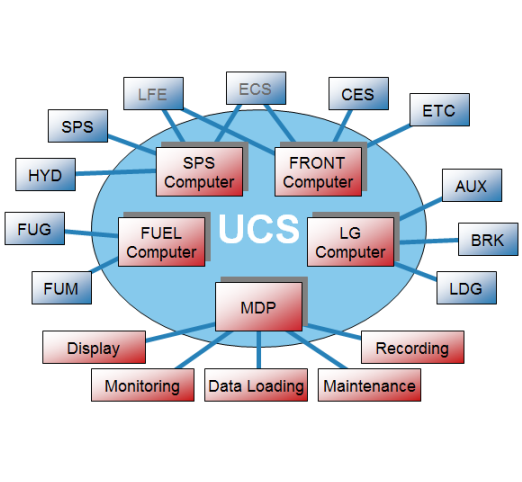 LFE
ECS
CES
ETC
SPS
HYD
SPS
Computer
FRONT
Computer
AUX
FUG
FUEL
Computer
UCS
LG
Computer
BRK
FUM
LDG
MDP
Display
Recording
Monitoring
Data Loading
Maintenance